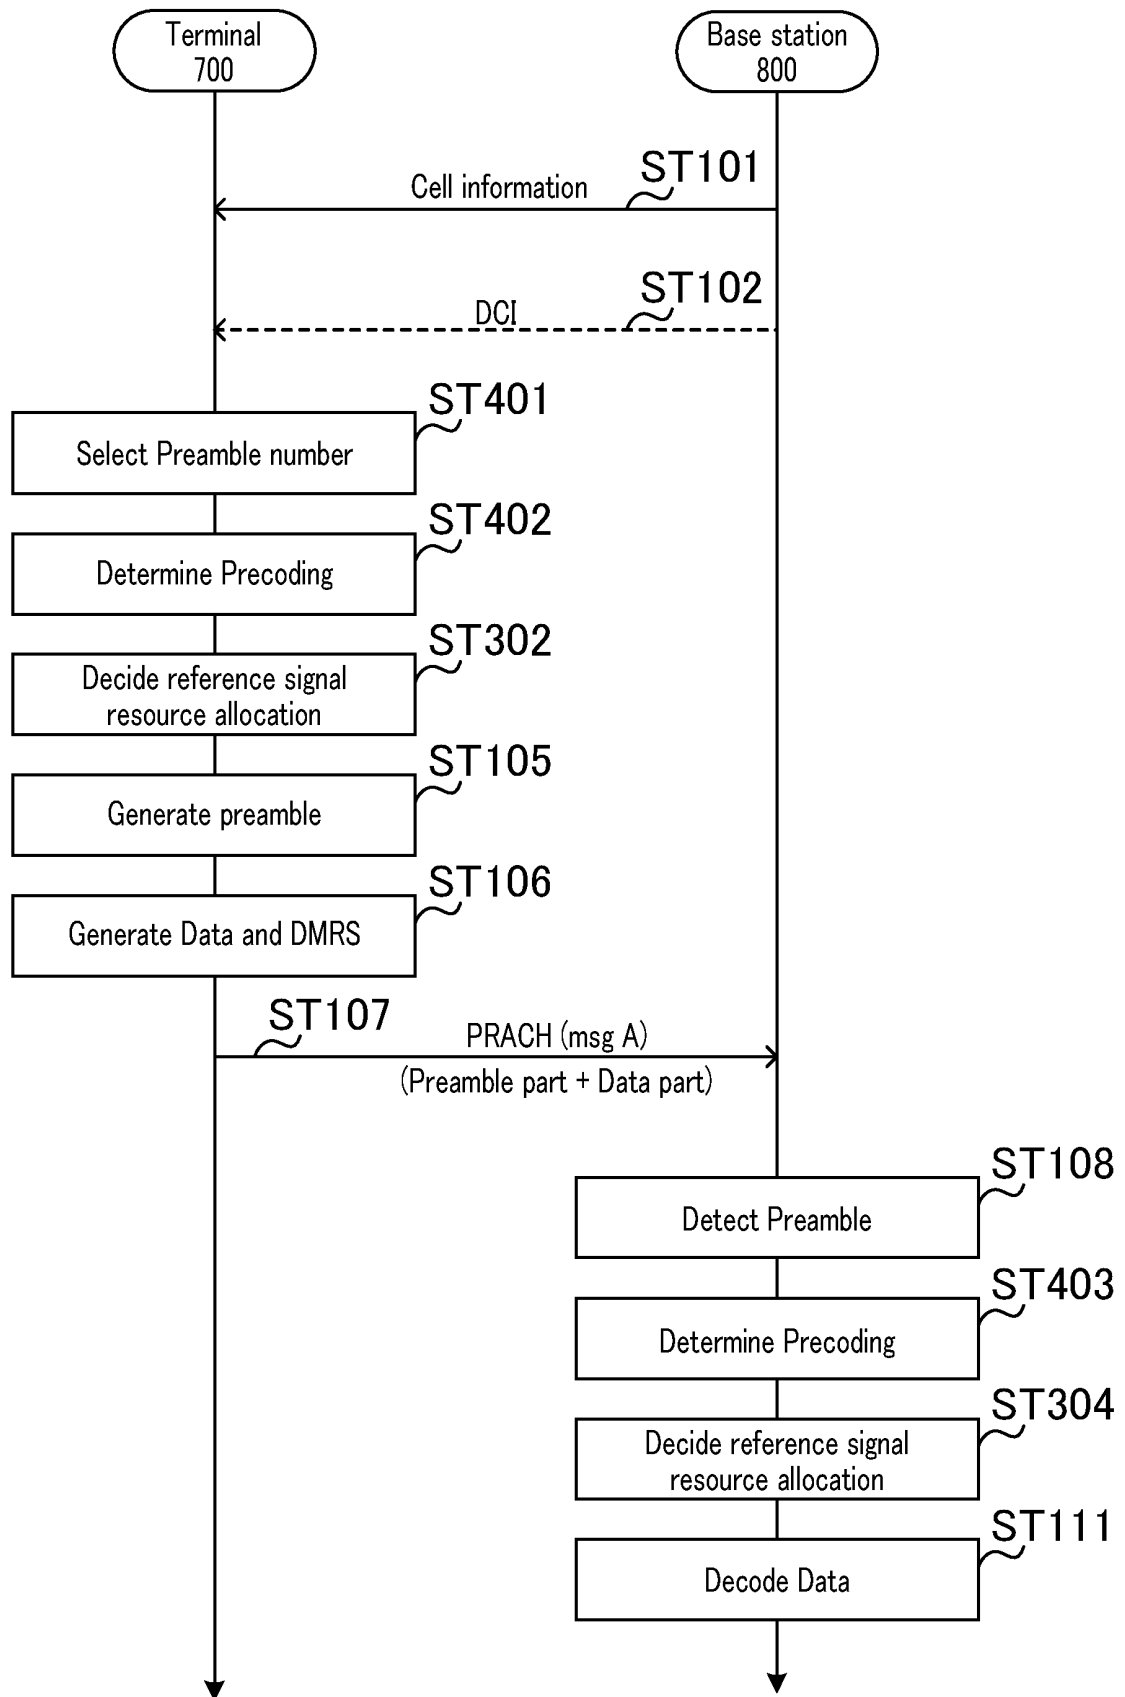 Terminal
700
Base station
800
ST101
Cell information
ST102
DCI
ST401
Select Preamble number
ST402
Determine Precoding
ST302
Decide reference signal
resource allocation
ST105
Generate preamble
ST106
Generate Data and DMRS
ST107
PRACH (msg A)
(Preamble part + Data part)
ST108
Detect Preamble
ST403
Determine Precoding
ST304
Decide reference signal
resource allocation
ST111
Decode Data